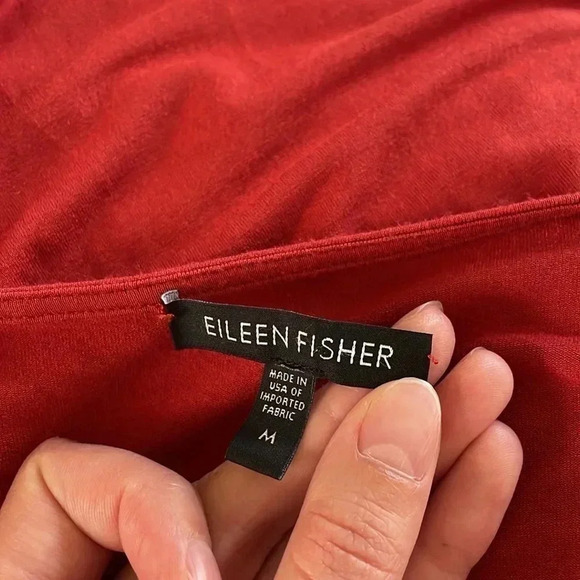 EILEEN FISHER
MADE IN
USA OF
IMPORTED
FABRIC
M